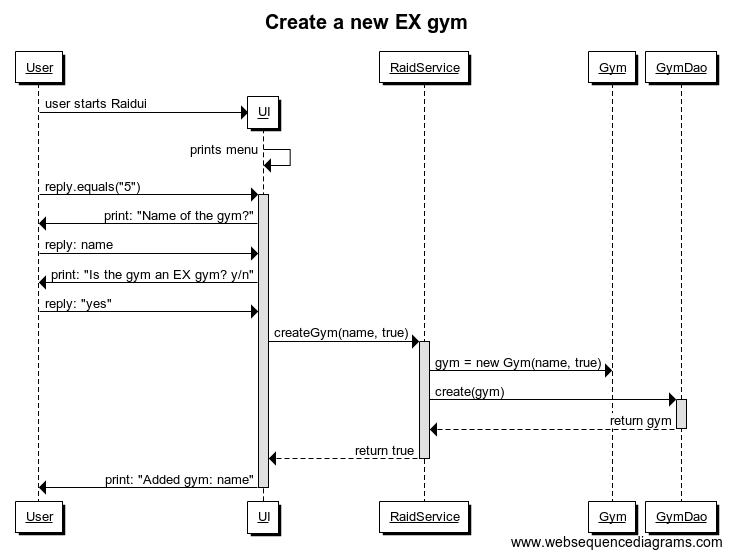 Create a new EX gym
User
RaidService
Gym
GymDao
user starts Raidui
UI
prints menu
reply.equals("5")
print: "Name of the gym?"
reply: name
print: "Is the gym an EX gym? y/n"
reply: "yes"
createGym(name, true)
gym = new Gym(name, true)
create(gym)
return gym
return true
print: "Added gym: name"
User
UI
RaidService
Gym
GymDao
www.websequencediagrams.com